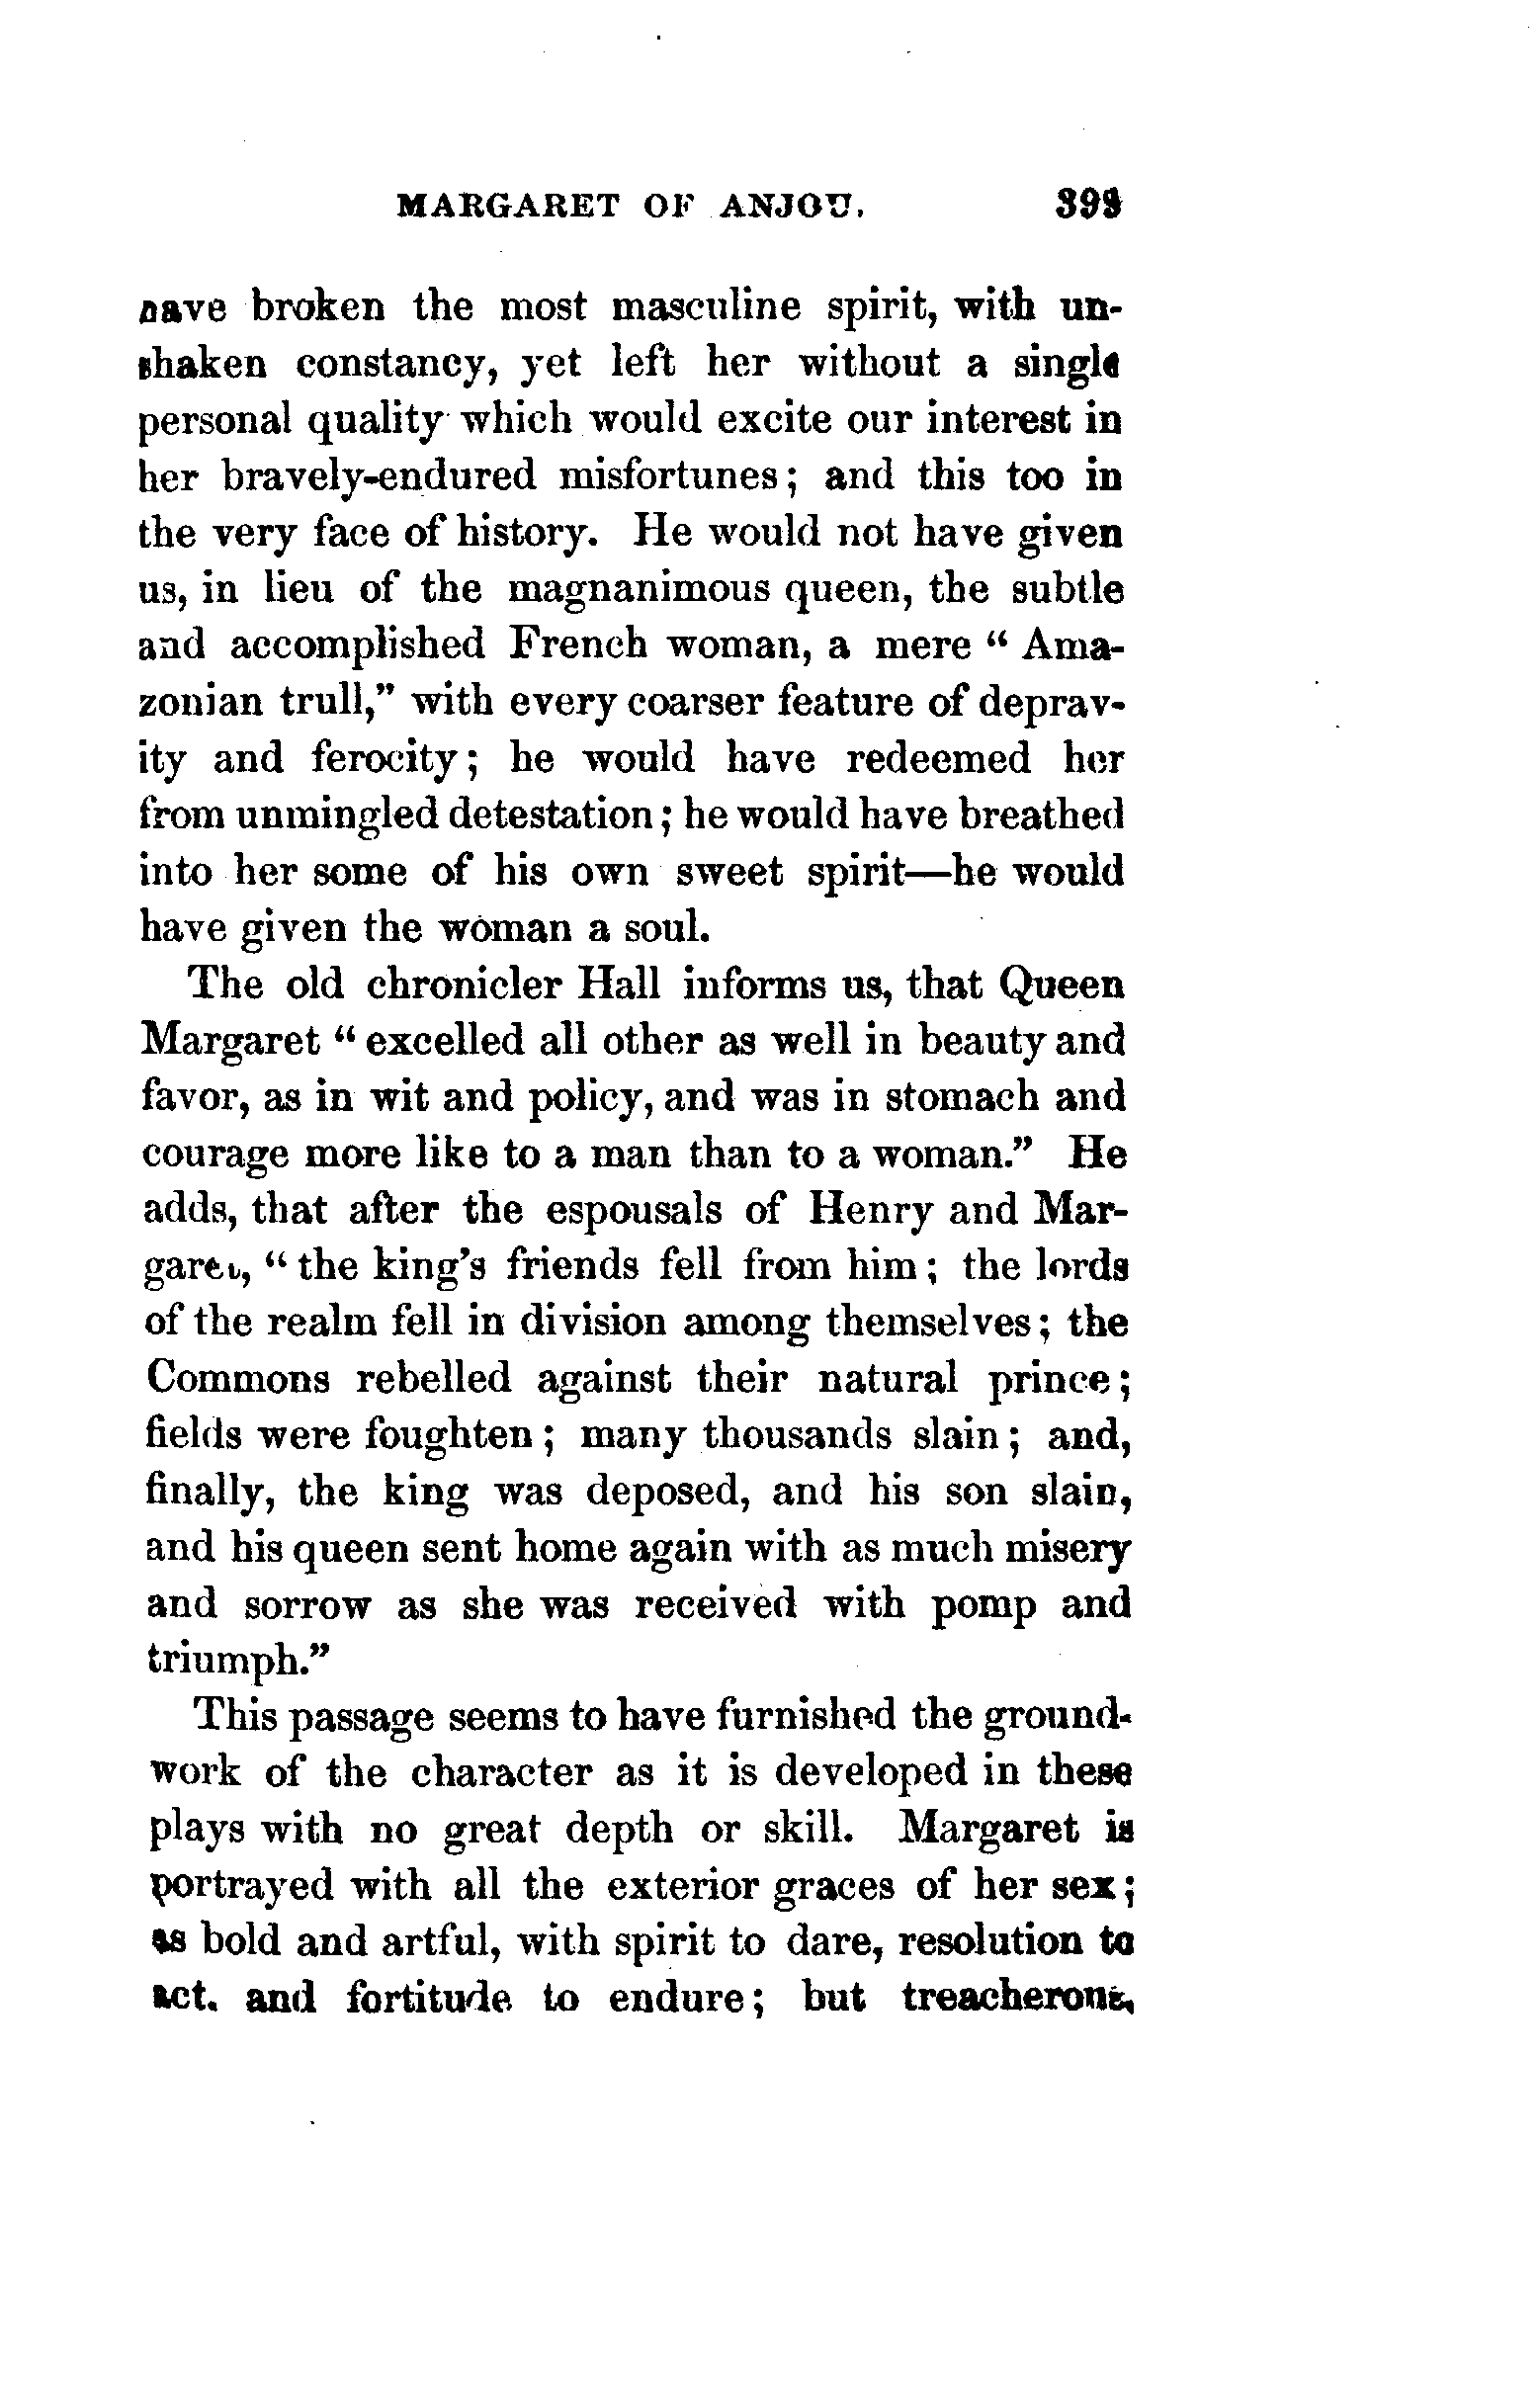 MARGARET OF ANJOU. 399
have broken the most masculine spirit, with un-
shaken constancy, yet left her without a single
personal quality which would excite our interest in
her bravely-endured misfortunes; and this too in
the very face of history. He would not have given
us, in lieu of the magnanimous queen, the subtle
and accomplished French woman, a mere " Ama-
zonian trull," with every coarser feature of deprav-
ity and ferocity; he would have redeemed her
from unmingled detestation; he would have breathed
into her some of his own sweet spirit—he would
have given the woman a soul.
The old chronicler Hall informs us, that Queen
Margaret " excelled all other as well in beauty and
favor, as in wit and policy, and was in stomach and
courage more like to a man than to a woman." He
adds, that after the espousals of Henry and Mar-
garet, " the king's friends fell from him; the lords
of the realm fell in division among themselves; the
Commons rebelled against their natural prince;
fields were foughten; many thousands slain; and,
finally, the king was deposed, and his son slain,
and his queen sent home again with as much misery
and sorrow as she was received with pomp and
triumph."
This passage seems to have furnished the ground-
work of the character as it is developed in these
plays with no great depth or skill. Margaret is
portrayed with all the exterior graces of her sex;
as bold and artful, with spirit to dare, resolution to
act. and fortitude to endure; but treacherous,